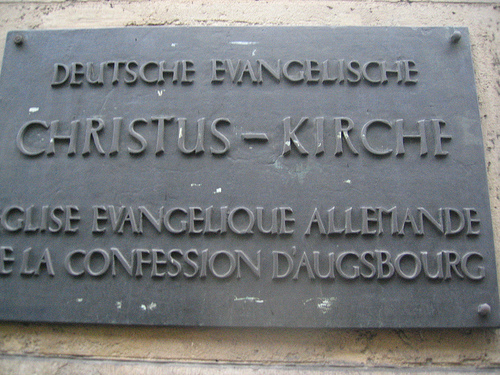 DEUTSCHE EVANGELISCHE
CHRISTUS-KIRCHE
GLISE EVANGELIQUE ALLEMANDE
E LA CONFESSION D'AUGSBOURG